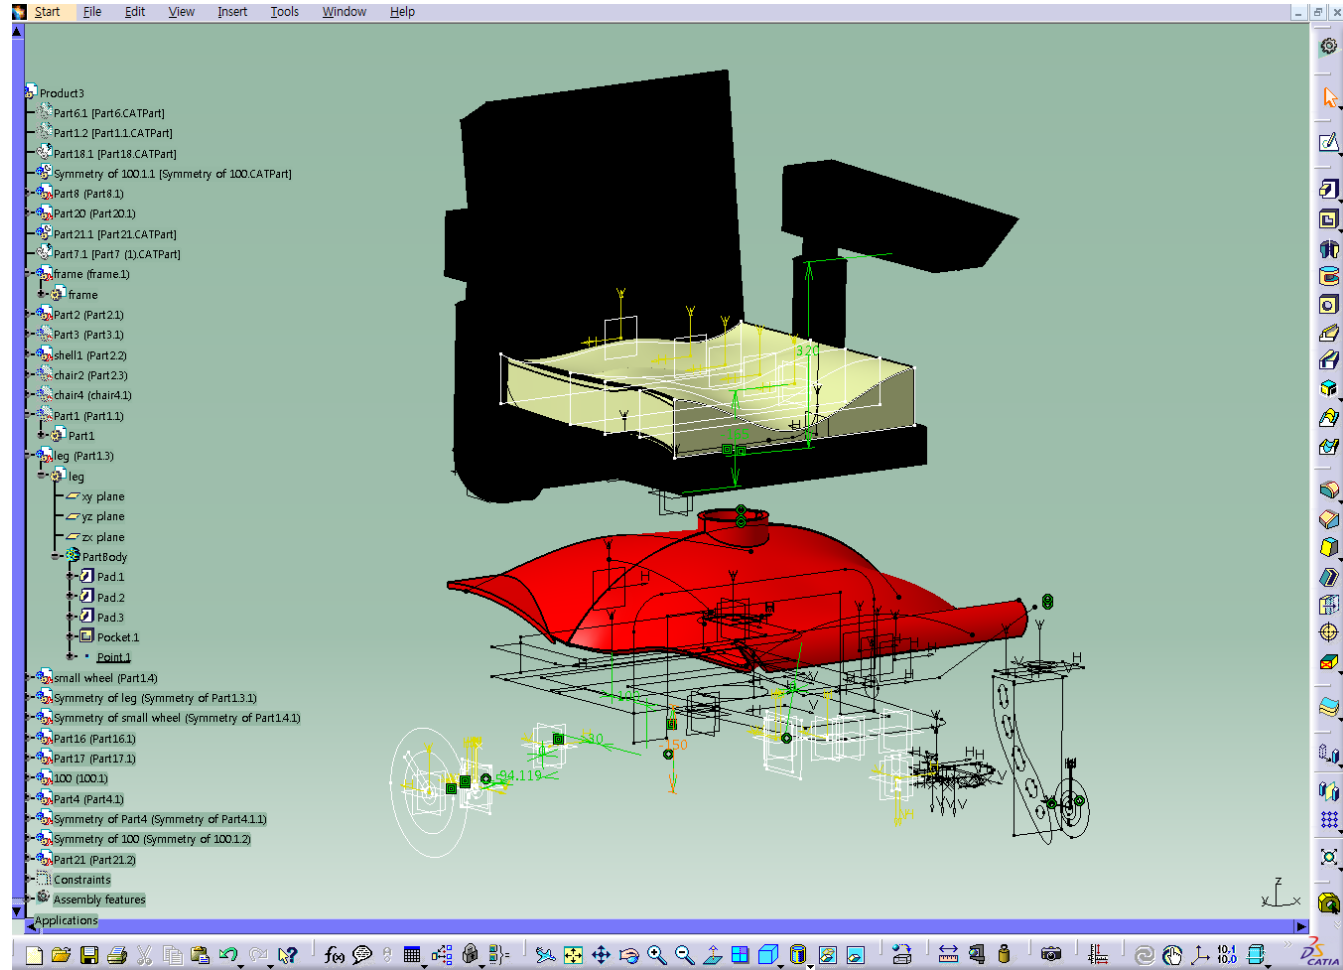 Start File Edit View Insert Tools Window Help
Product3
Part6.1 [Part6.CATPart]
Part1.2 [Part1.1.CATPart]
Part18.1 [Part18.CATPart]
Symmetry of 100.1.1 [Symmetry of 100.CATPart]
Part8 (Part8.1)
Part20 (Part20.1)
Part21.1 [Part21.CATPart]
Part7.1 [Part7 (1).CATPart]
frame (frame.1)
frame
Part2 (Part2.1)
Part3 (Part3.1)
shell1 (Part2.2)
chair2 (Part2.3)
chair4 (chair4.1)
Part1 (Part1.1)
Part1
leg (Part1.3)
leg
xy plane
yz plane
zx plane
PartBody
Pad.1
Pad.2
Pad.3
Pocket.1
Point.1
small wheel (Part1.4)
Symmetry of leg (Symmetry of Part1.3.1)
Symmetry of small wheel (Symmetry of Part1.4.1)
Part16 (Part16.1)
Part17 (Part17.1)
100 (100.1)
Part4 (Part4.1)
Symmetry of Part4 (Symmetry of Part4.1.1)
Symmetry of 100 (Symmetry of 100.1.2)
Part21 (Part21.2)
Constraints
Assembly features
Applications
320
-30
-150
94.119
z
y
x
f(x)
10.1
10.0
CATIA